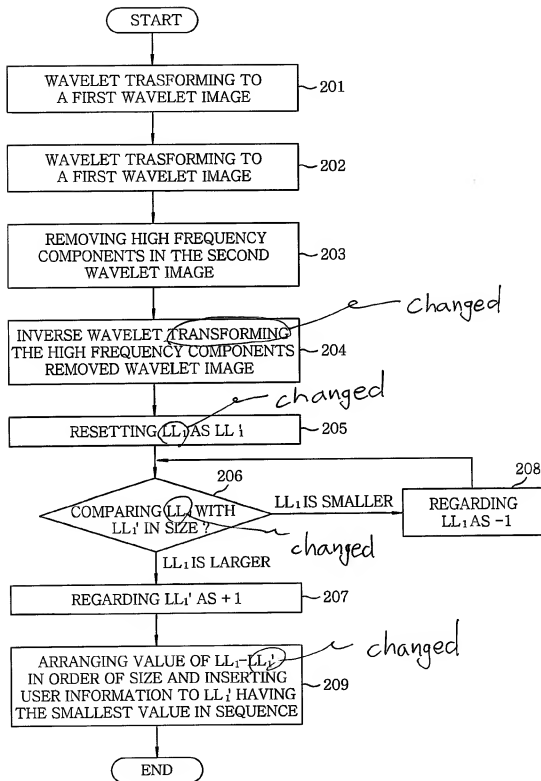 START
WAVELET TRASFORMING TO
A FIRST WAVELET IMAGE
201
WAVELET TRASFORMING TO
A FIRST WAVELET IMAGE
202
REMOVING HIGH FREQUENCY
COMPONENTS IN THE SECOND
WAVELET IMAGE
203
changed
INVERSE WAVELET TRANSFORMING
THE HIGH FREQUENCY COMPONENTS
REMOVED WAVELET IMAGE
204
changed
RESETTING LL₁ AS LL₁'
205
206
COMPARING LL₁ WITH
LL₁' IN SIZE ?
changed
LL₁ IS SMALLER
208
REGARDING
LL₁ AS -1
LL₁ IS LARGER
REGARDING LL₁' AS +1
207
changed
ARRANGING VALUE OF LL₁-LL₁'
IN ORDER OF SIZE AND INSERTING
USER INFORMATION TO LL₁' HAVING
THE SMALLEST VALUE IN SEQUENCE
209
END